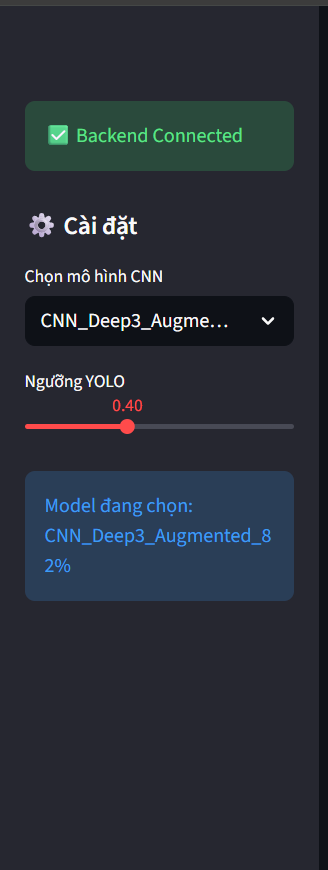 ✅ Backend Connected
⚙️ Cài đặt
Chọn mô hình CNN
CNN_Deep3_Augme...
Ngưỡng YOLO
0.40
Model đang chọn:
CNN_Deep3_Augmented_8
2%